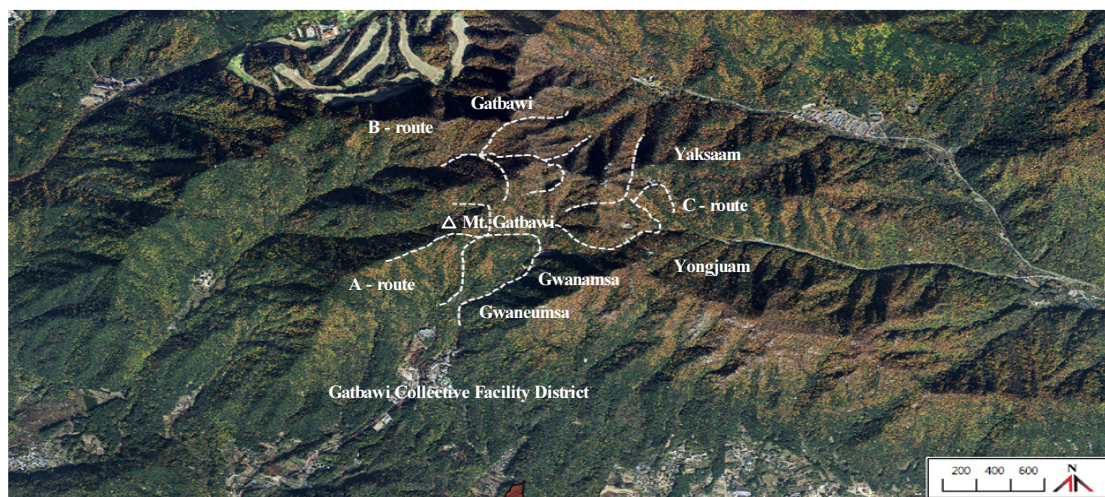 Gatbawi
B - route
Yaksaam
C - route
Mt. Gatbawi
Yongjuam
Gwanamsa
A - route
Gwaneumsa
Gatbawi Collective Facility District
N
200 400 600